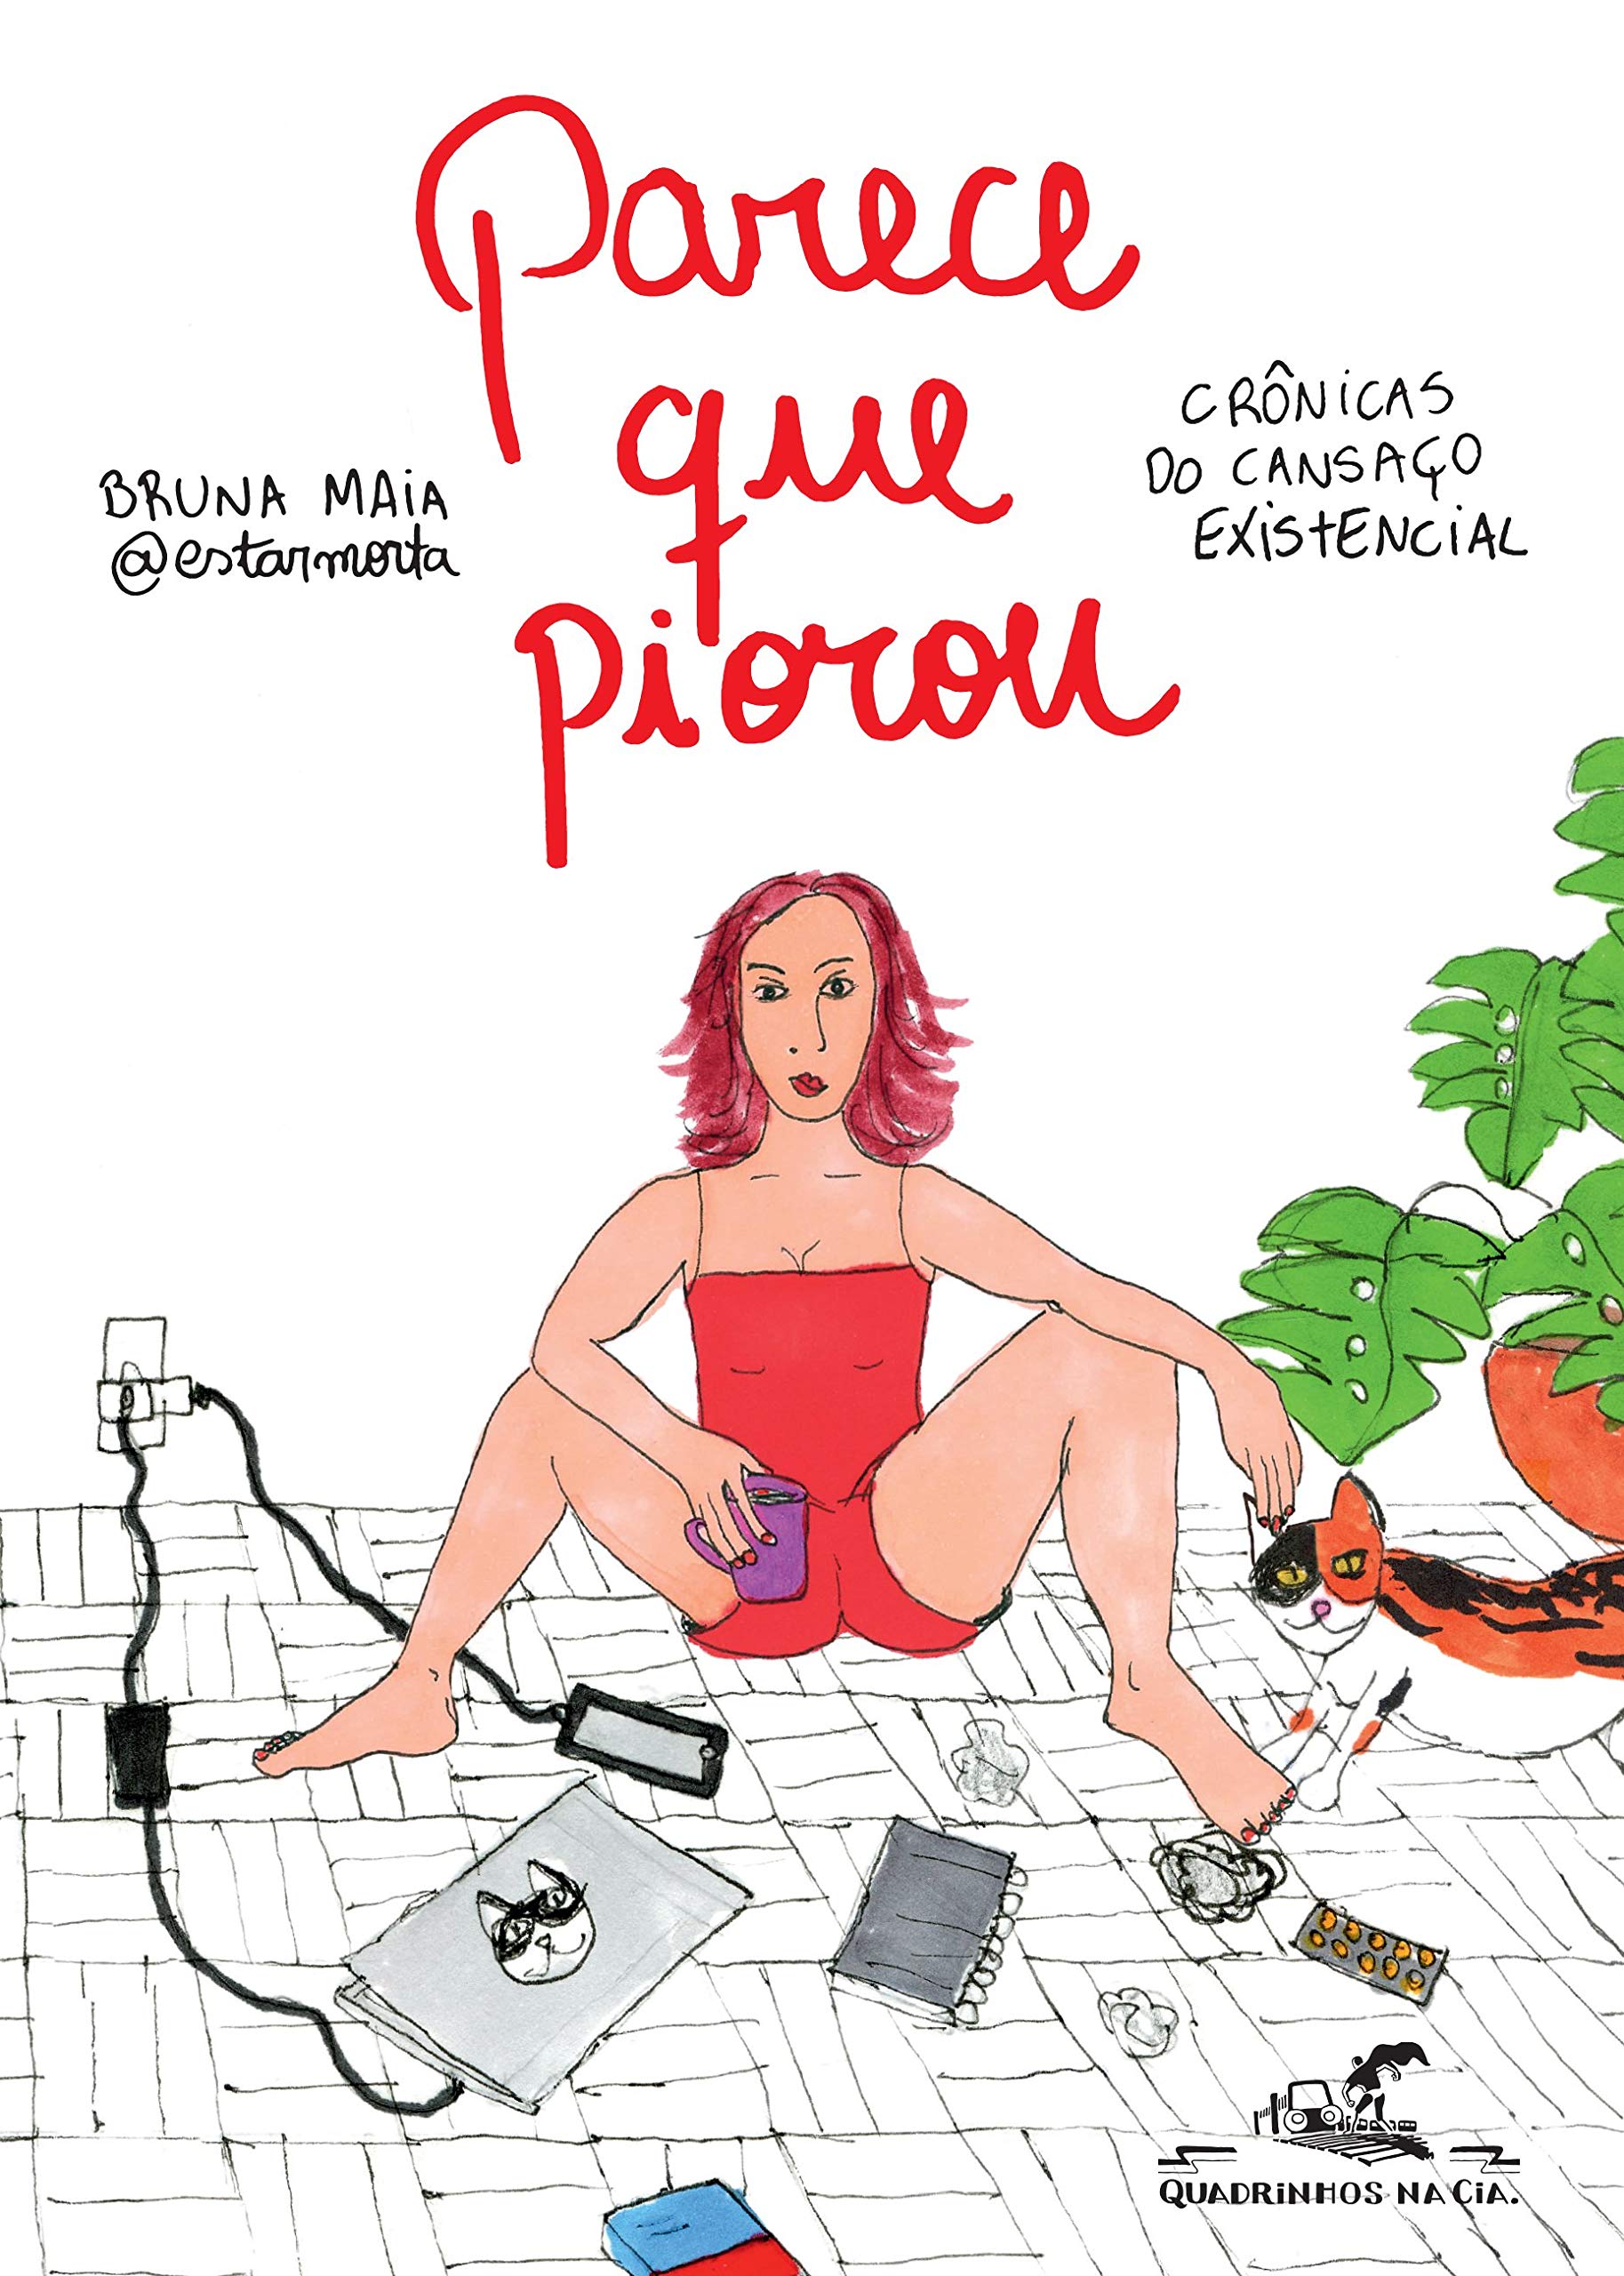 Parece
que
piorou
BRUNA MAIA
@estarmorta
CRÔNICAS
DO CANSAÇO
EXISTENCIAL
QUADRINHOS NA CIA.